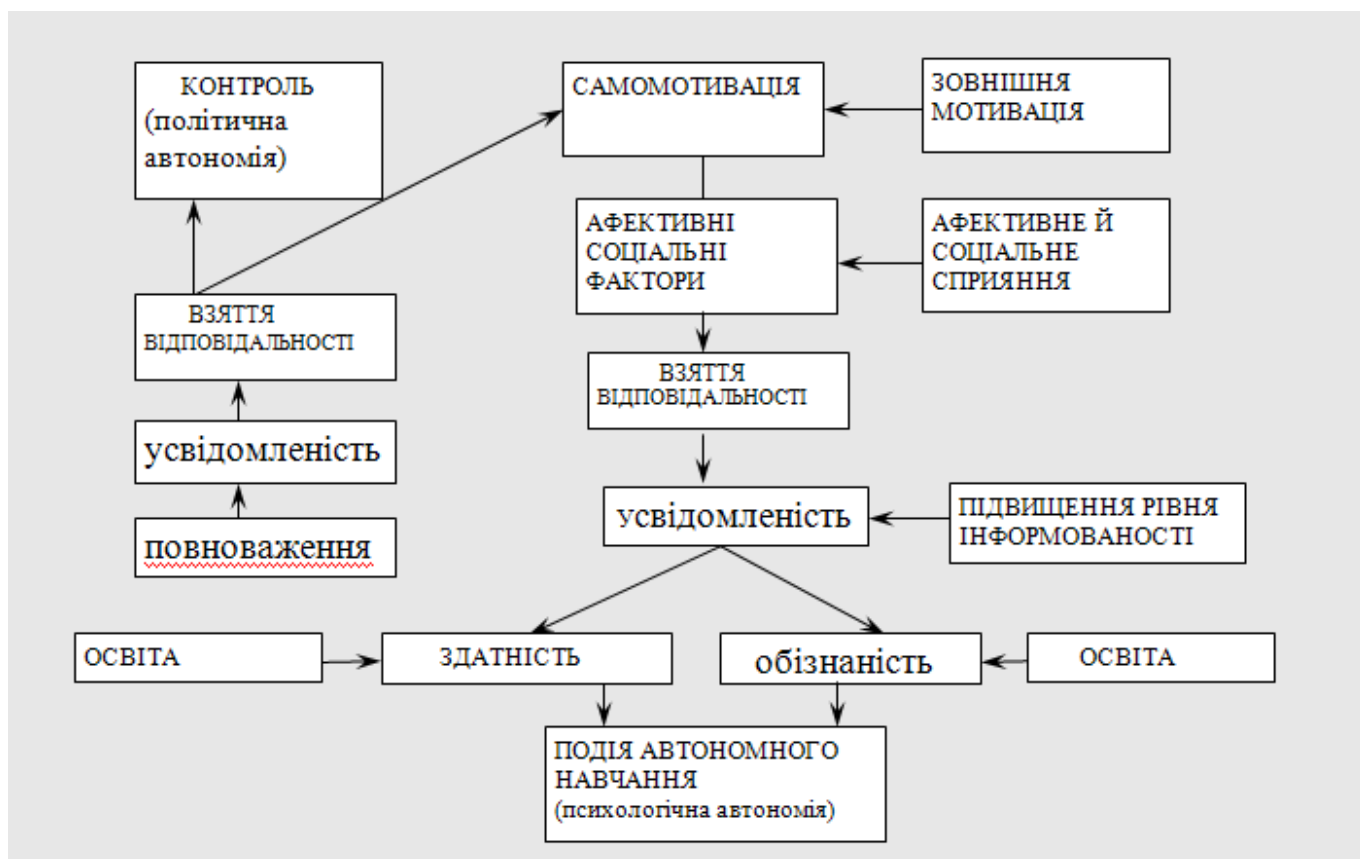 КОНТРОЛЬ
(політична
автономія)
САМОМОТИВАЦІЯ
ЗОВНІШНЯ
МОТИВАЦІЯ
АФЕКТИВНІ
СОЦІАЛЬНІ
ФАКТОРИ
АФЕКТИВНЕ Й
СОЦІАЛЬНЕ
СПРИЯННЯ
ВЗЯТТЯ
ВІДПОВІДАЛЬНОСТІ
ВЗЯТТЯ
ВІДПОВІДАЛЬНОСТІ
усвідомленість
повноваження
усвідомленість
ПІДВИЩЕННЯ РІВНЯ
ІНФОРМОВАНОСТІ
ОСВІТА
ЗДАТНІСТЬ
обізнаність
ОСВІТА
ПОДІЯ АВТОНОМНОГО
НАВЧАННЯ
(психологічна автономія)